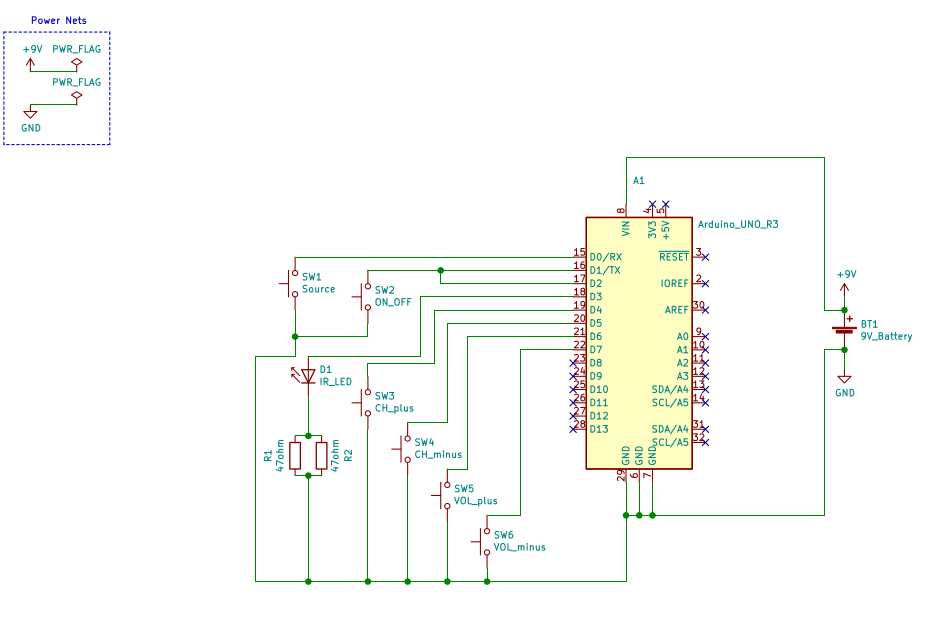 Power Nets
+9V PWR_FLAG
PWR_FLAG
GND
A1
Arduino_UNO_R3
8 4 5
VIN 3V3 +5V
15 D0/RX RESET 3
16 D1/TX
17 D2 IOREF 2
18 D3
19 D4 AREF 30
20 D5
21 D6 A0 9
22 D7 A1 10
23 D8 A2 11
24 D9 A3 12
25 D10 SDA/A4 13
26 D11 SCL/A5 14
27 D12
28 D13 SDA/A4 31
SCL/A5 32
GND GND GND
29 6 7
SW1
Source
SW2
ON_OFF
D1
IR_LED
SW3
CH_plus
R1
47ohm
47ohm
R2
SW4
CH_minus
SW5
VOL_plus
SW6
VOL_minus
+9V
+
BT1
9V_Battery
GND